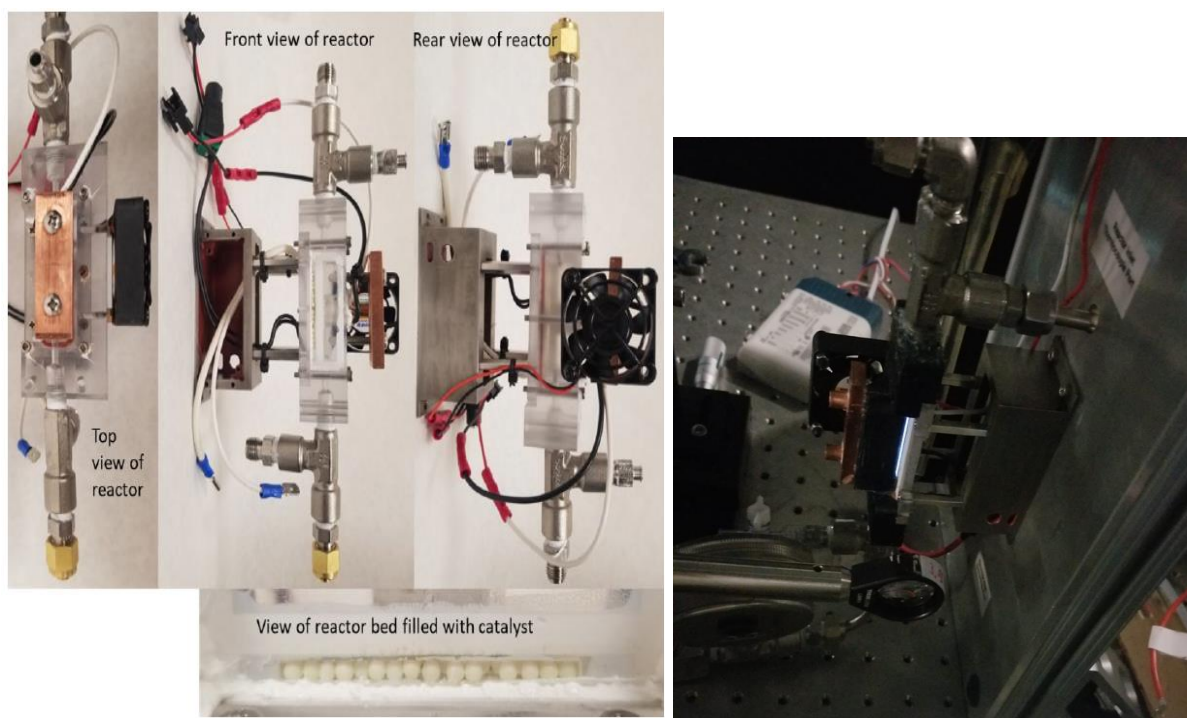 Front view of reactor
Rear view of reactor
Top
view of
reactor
View of reactor bed filled with catalyst